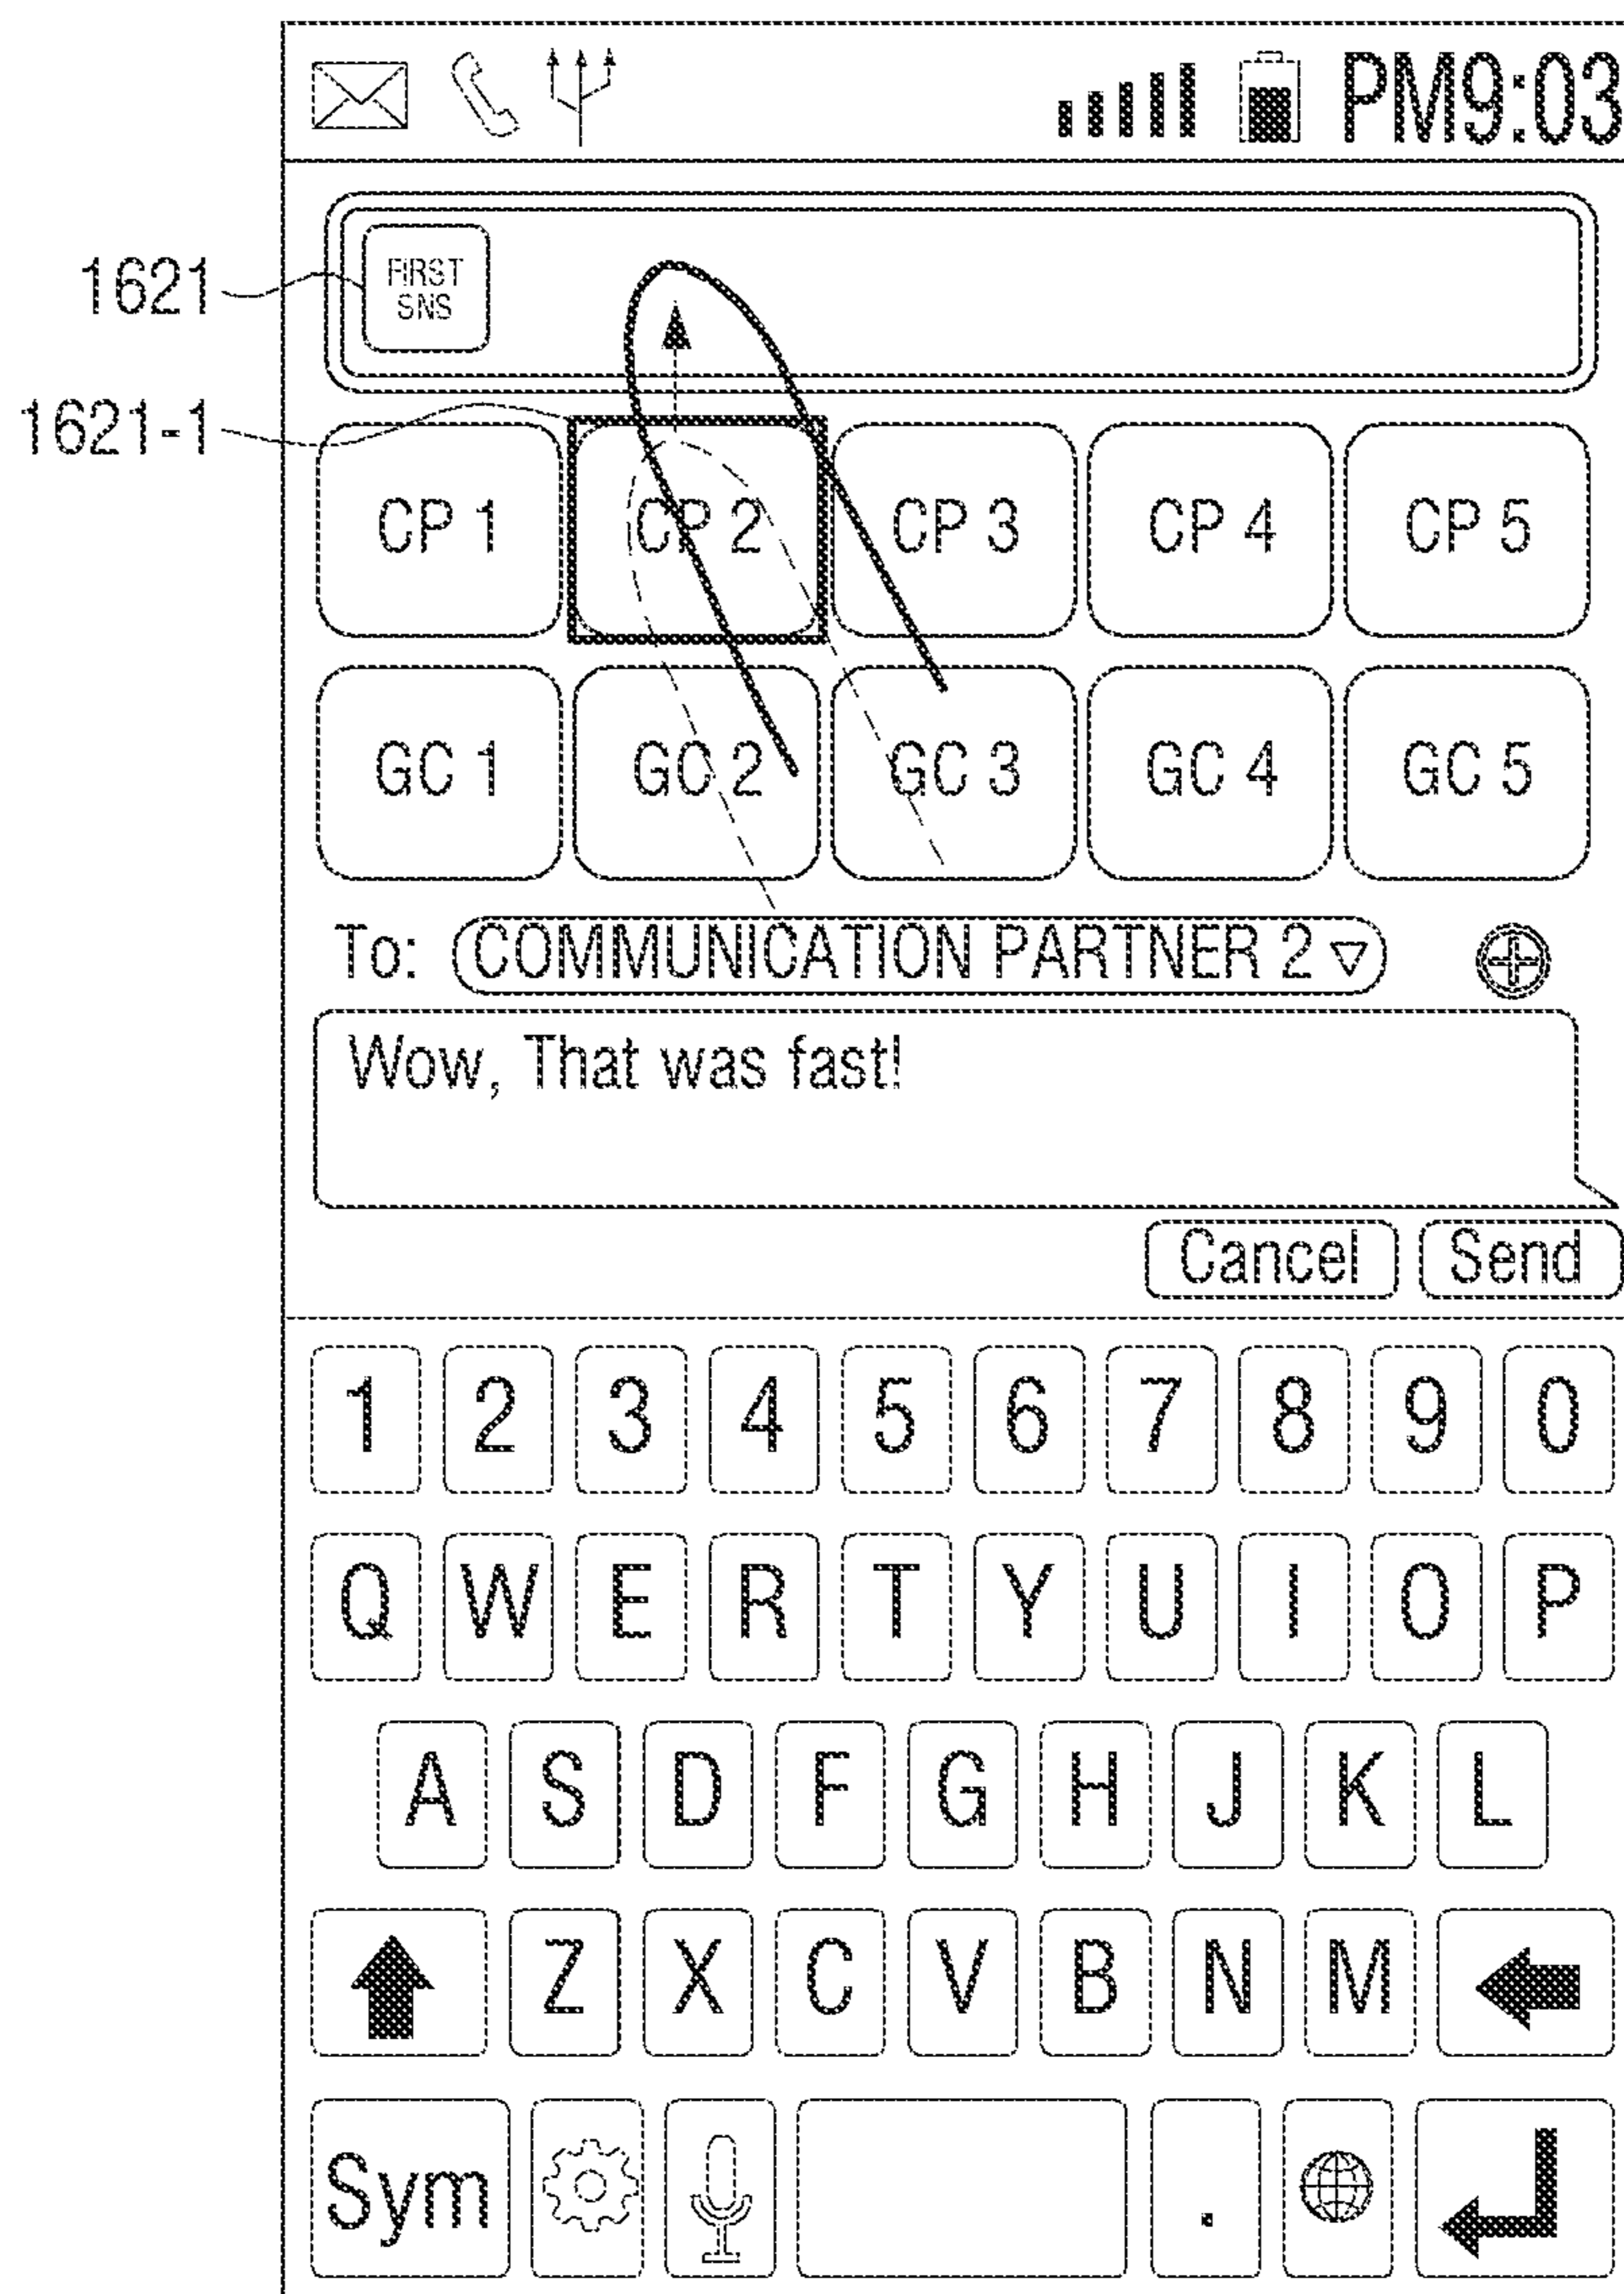 PM9:03
1621
FIRST
SNS
1621-1
CP 1 CP 2 CP 3 CP 4 CP 5
GC 1 GC 2 GC 3 GC 4 GC 5
To: COMMUNICATION PARTNER 2
Wow, That was fast!
Cancel Send
1 2 3 4 5 6 7 8 9 0
Q W E R T Y U I O P
A S D F G H J K L
Z X C V B N M
Sym .